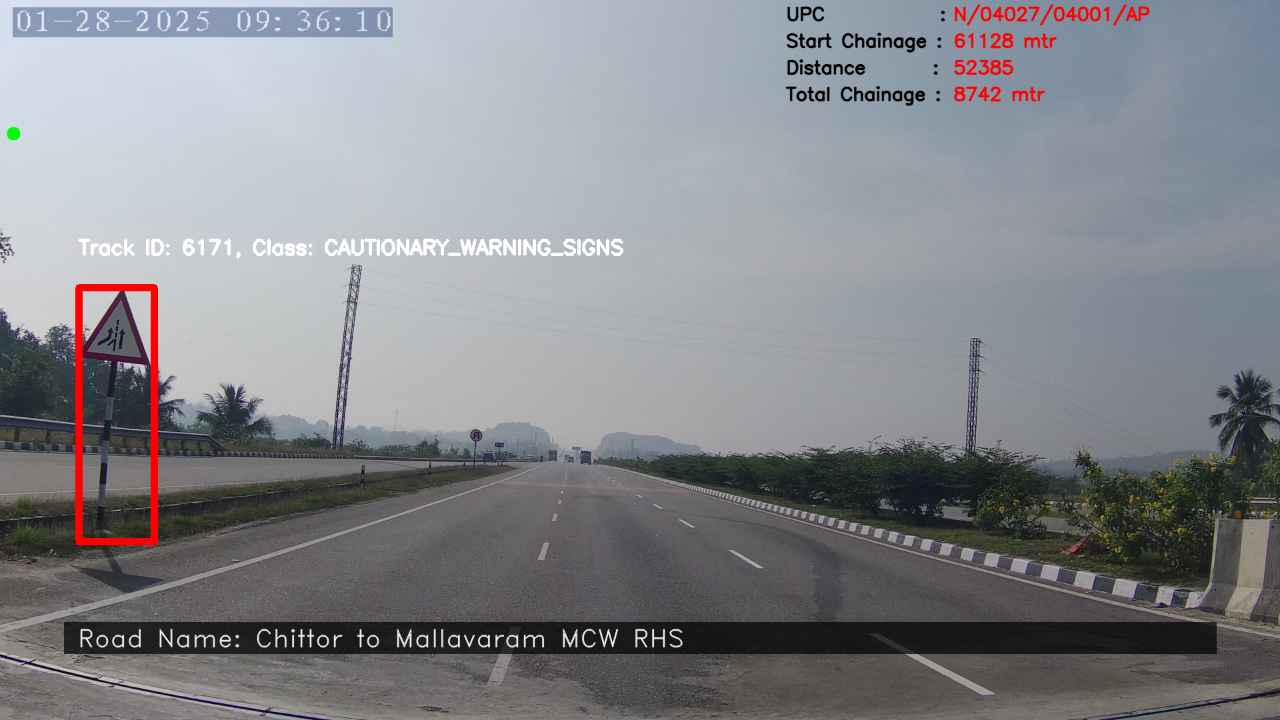 01-28-2025 09:36:10
UPC : N/04027/04001/AP
Start Chainage : 61128 mtr
Distance : 52385
Total Chainage : 8742 mtr
Track ID: 6171, Class: CAUTIONARY_WARNING_SIGNS
Road Name: Chittor to Mallavaram MCW RHS